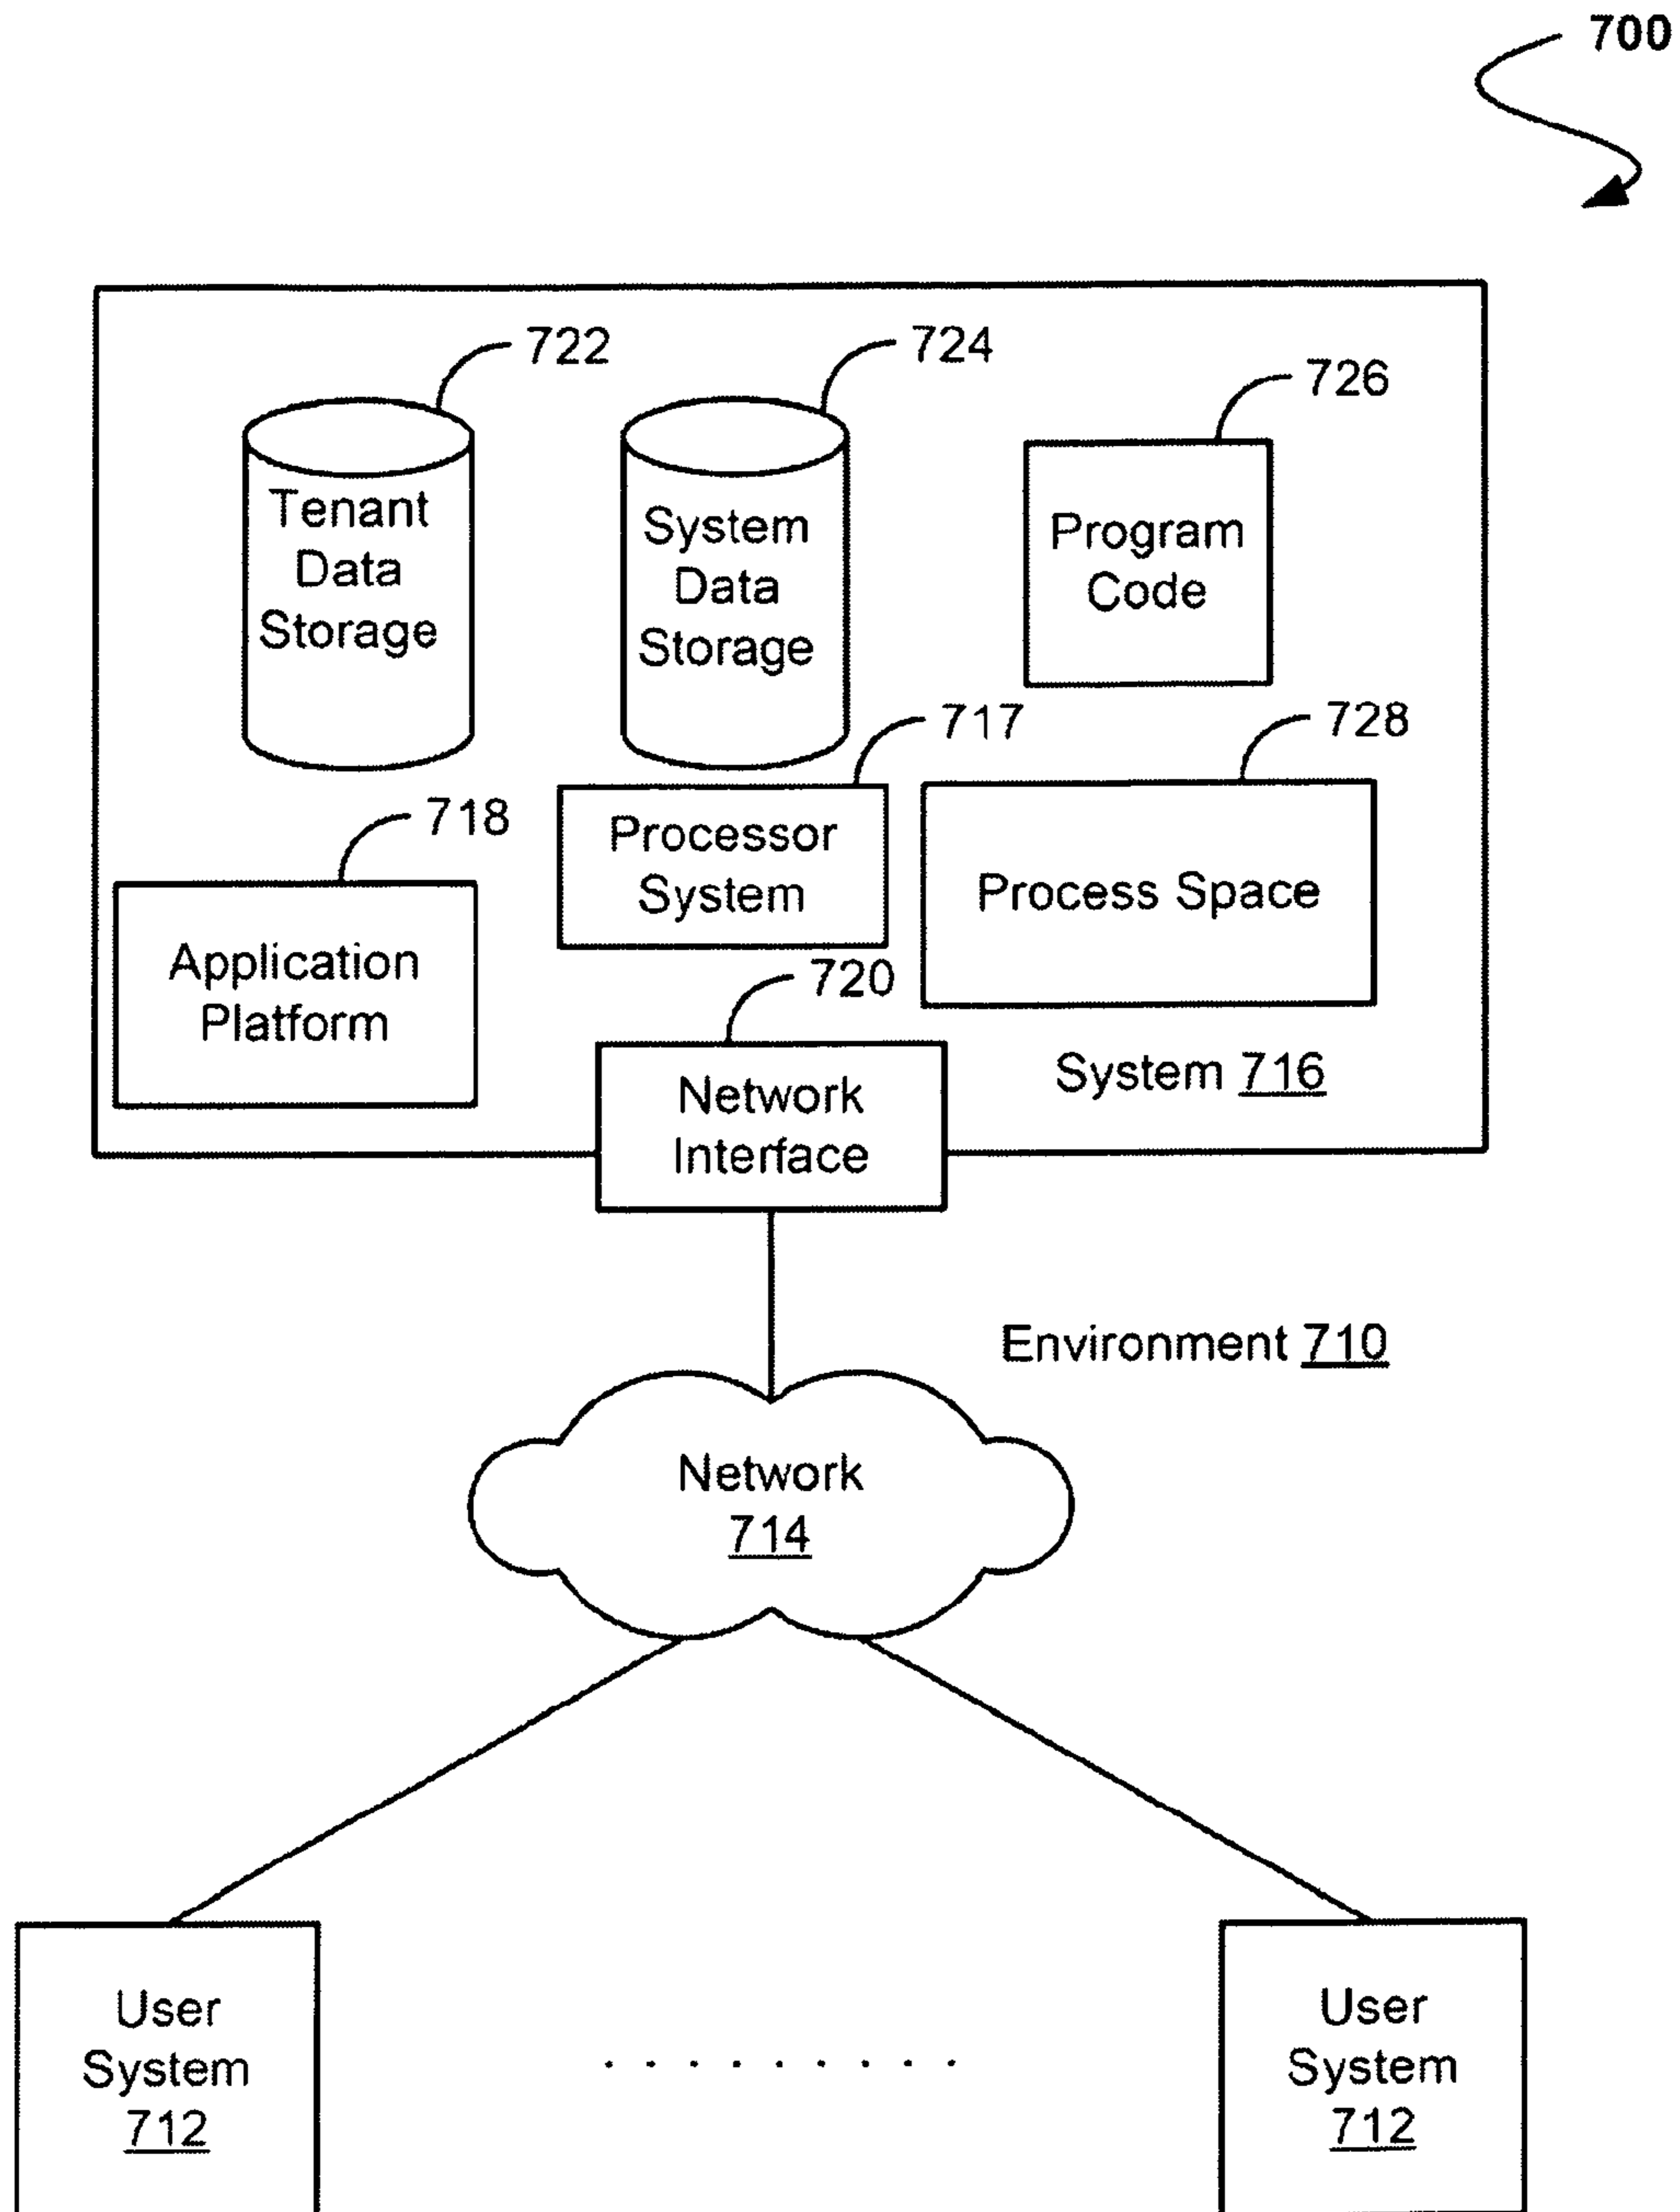 700
722
724
726
Tenant
Data
Storage
System
Data
Storage
Program
Code
717
728
718
Processor
System
Process Space
Application
Platform
720
Network
Interface
System 716
Environment 710
Network
714
User
System
712
. . . . . . . . .
User
System
712